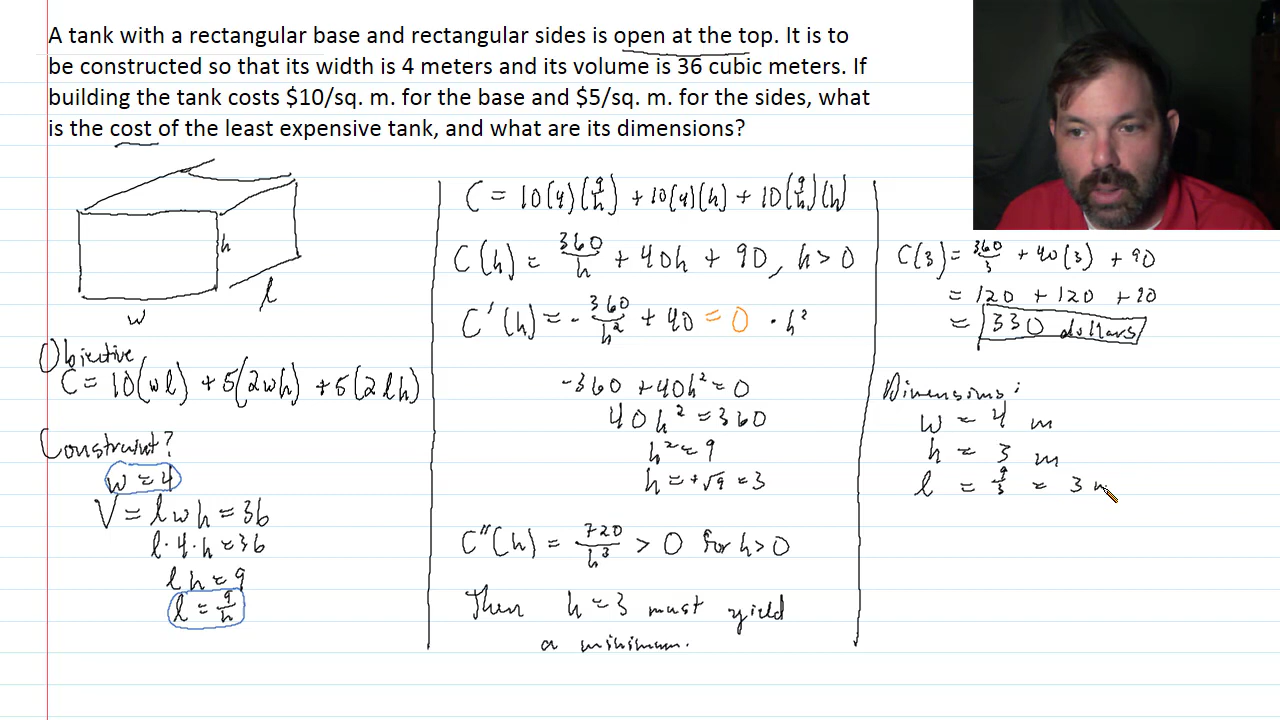 A tank with a rectangular base and rectangular sides is open at the top. It is to
be constructed so that its width is 4 meters and its volume is 36 cubic meters. If
building the tank costs $10/sq. m. for the base and $5/sq. m. for the sides, what
is the cost of the least expensive tank, and what are its dimensions?
h
l
w
Objective
C = 10(wl) + 5(2wh) + 5(2lh)
Constraint?
w = 4
V = l w h = 36
l · 4 · h = 36
l h = 9
l = 9/h
C = 10(4)(9/h) + 10(4)(h) + 10(9/h)(h)
C(h) = 360/h + 40h + 90, h > 0
C'(h) = -360/h² + 40 = 0 · h²
-360 + 40h² = 0
40h² = 360
h² = 9
h = +√9 = 3
C''(h) = 720/h³ > 0 for h > 0
Then h = 3 must yield
a minimum.
C(3) = 360/3 + 40(3) + 90
= 120 + 120 + 90
= 330 dollars
Dimensions:
w = 4 m
h = 3 m
l = 9/3 = 3 m